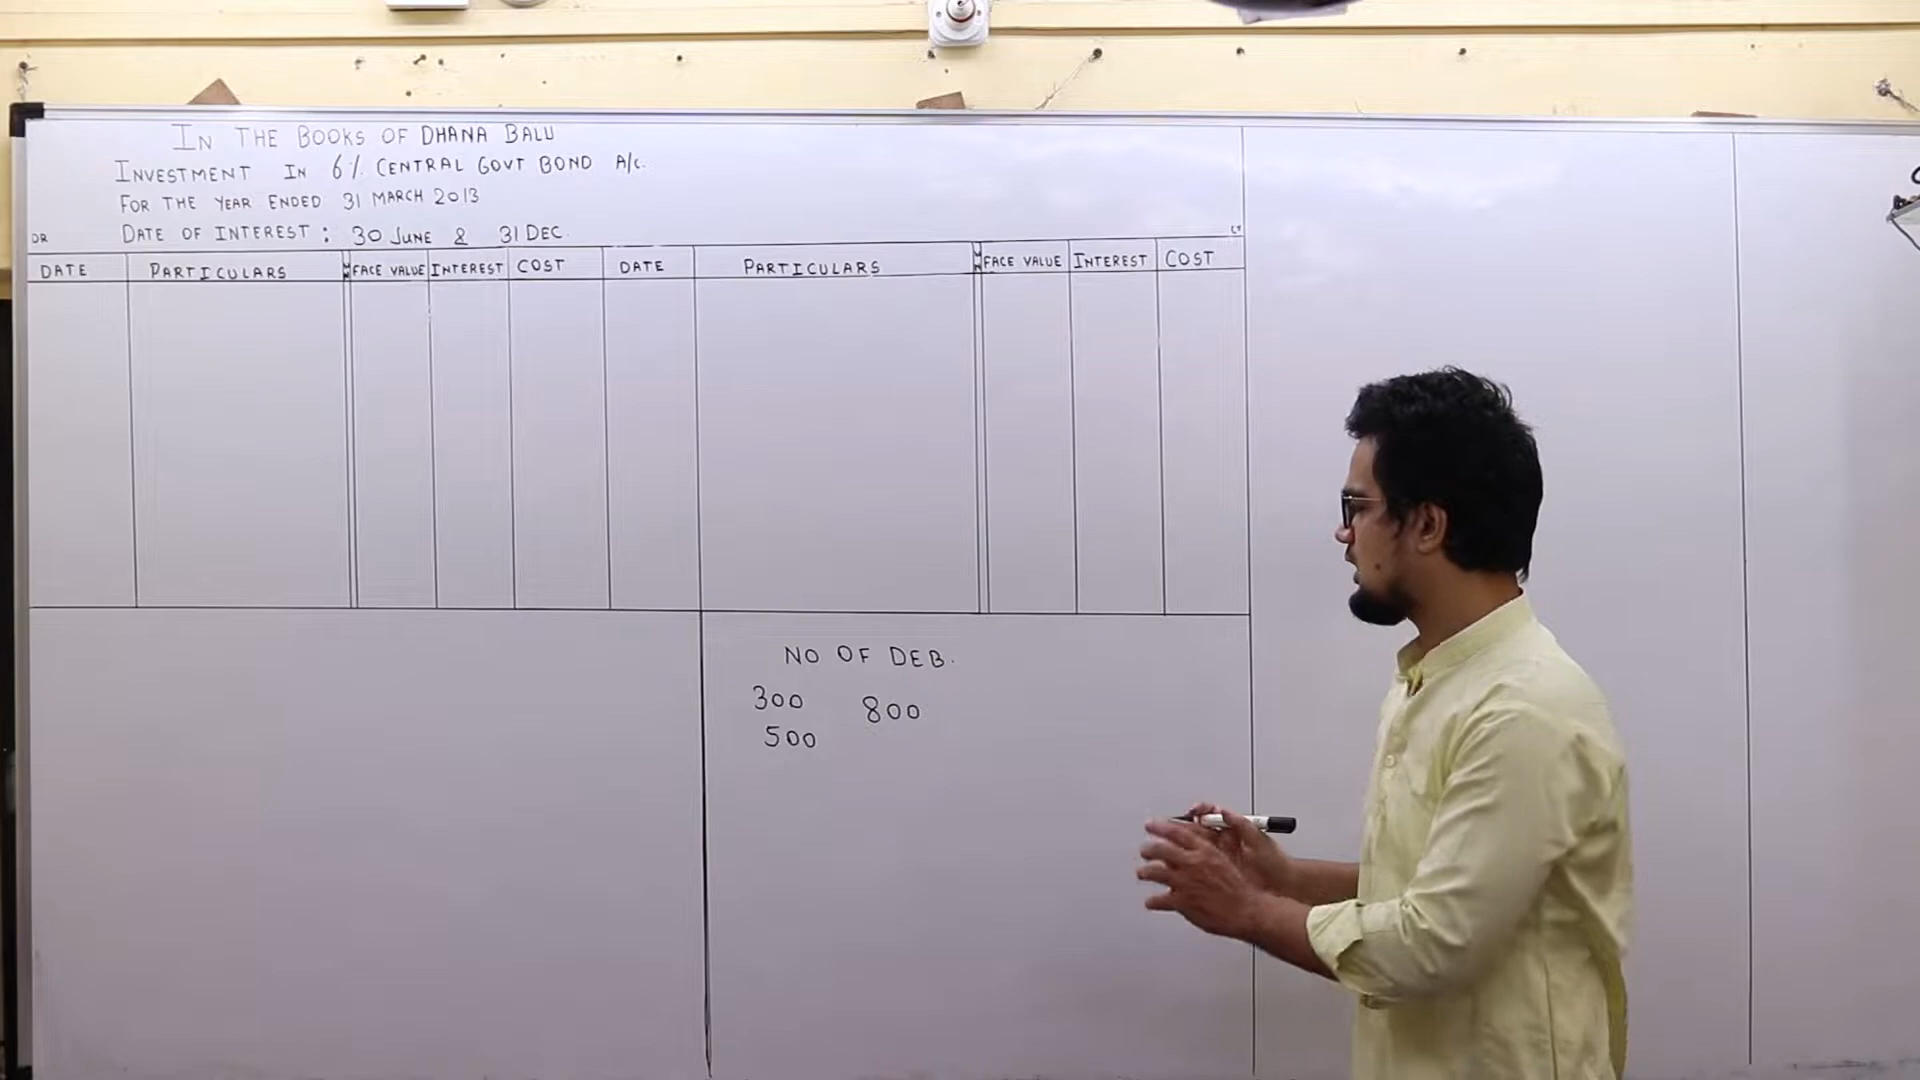 IN THE BOOKS OF DHANA BALU
INVESTMENT IN 6% CENTRAL GOVT BOND A/C.
FOR THE YEAR ENDED 31 MARCH 2013
DR DATE OF INTEREST : 30 JUNE & 31 DEC.
DATE PARTICULARS FACE VALUE INTEREST COST DATE PARTICULARS FACE VALUE INTEREST COST
NO OF DEB.
300 800
500